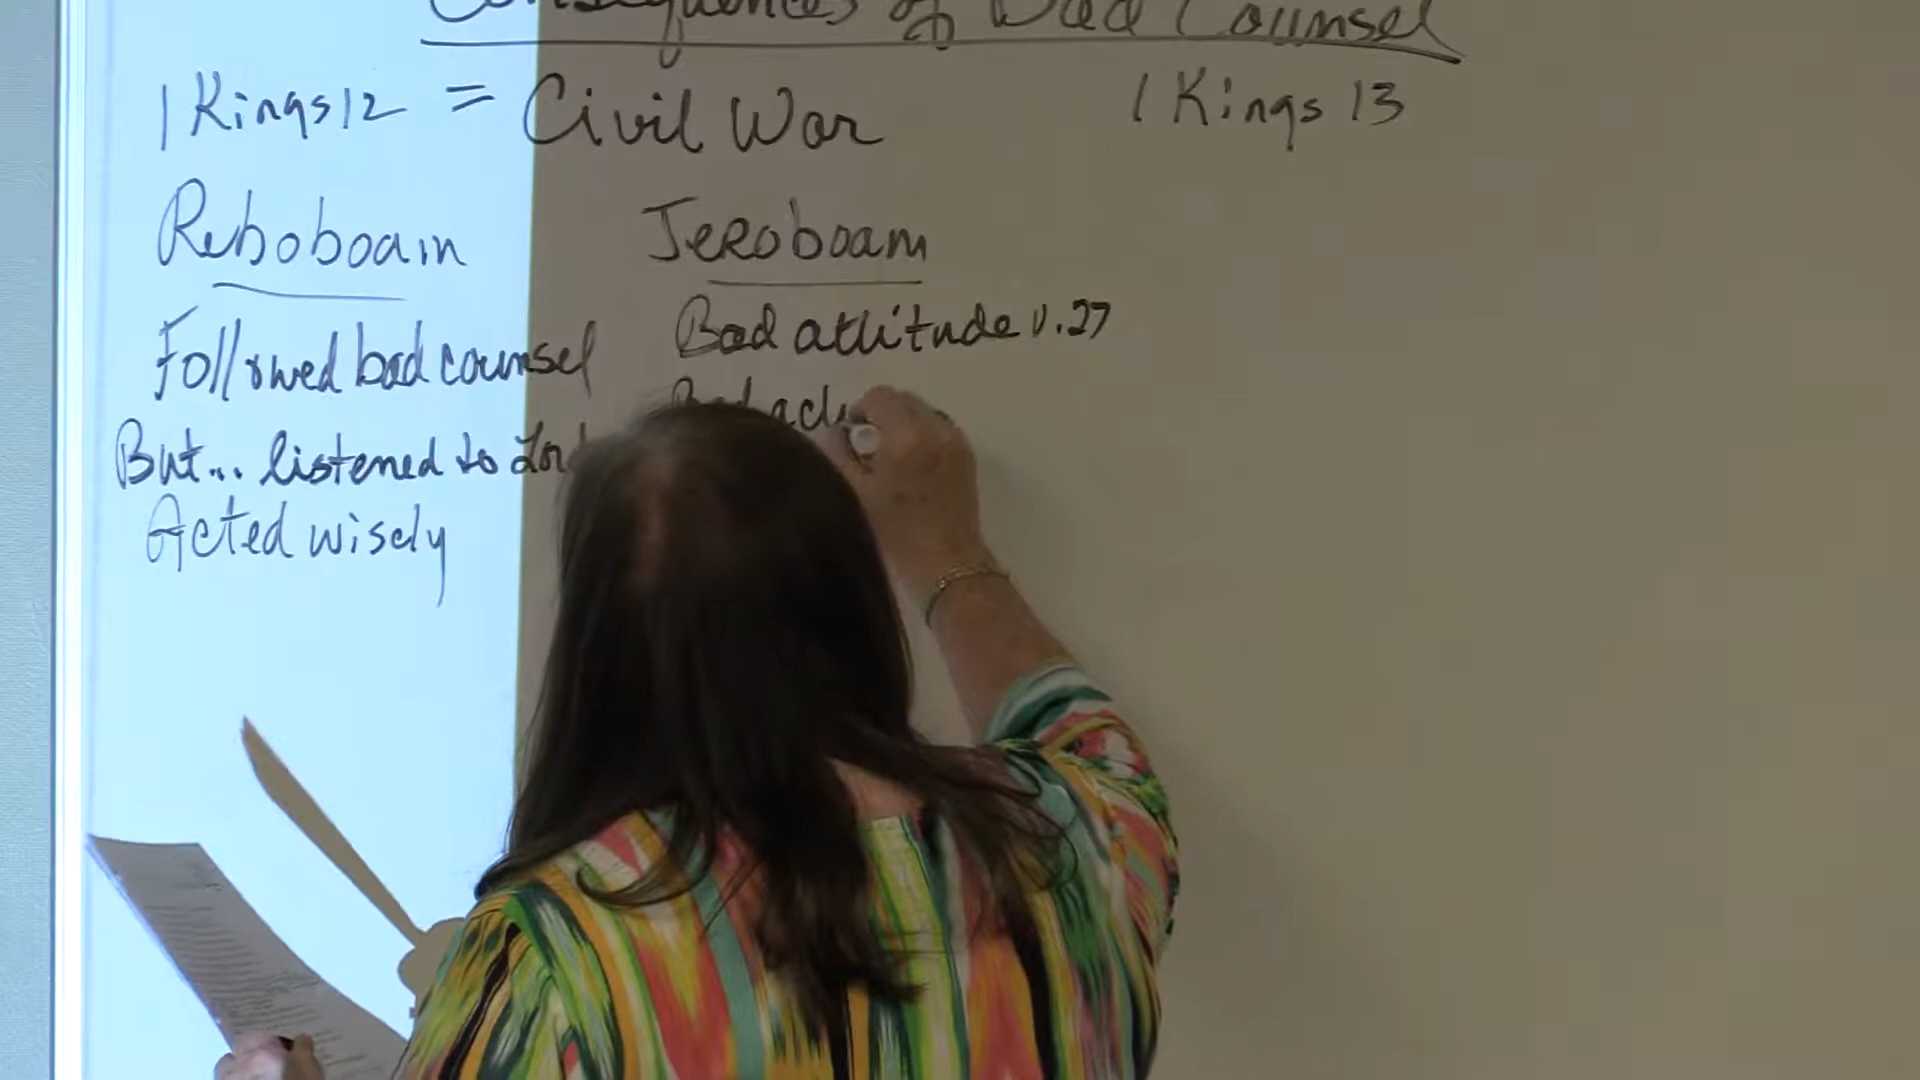 Consequences of Bad Counsel
1 Kings 12 = Civil War
1 Kings 13
Rehoboam
Jeroboam
Followed bad counsel
Bad attitude v.27
But... listened to Lord
Acted wisely